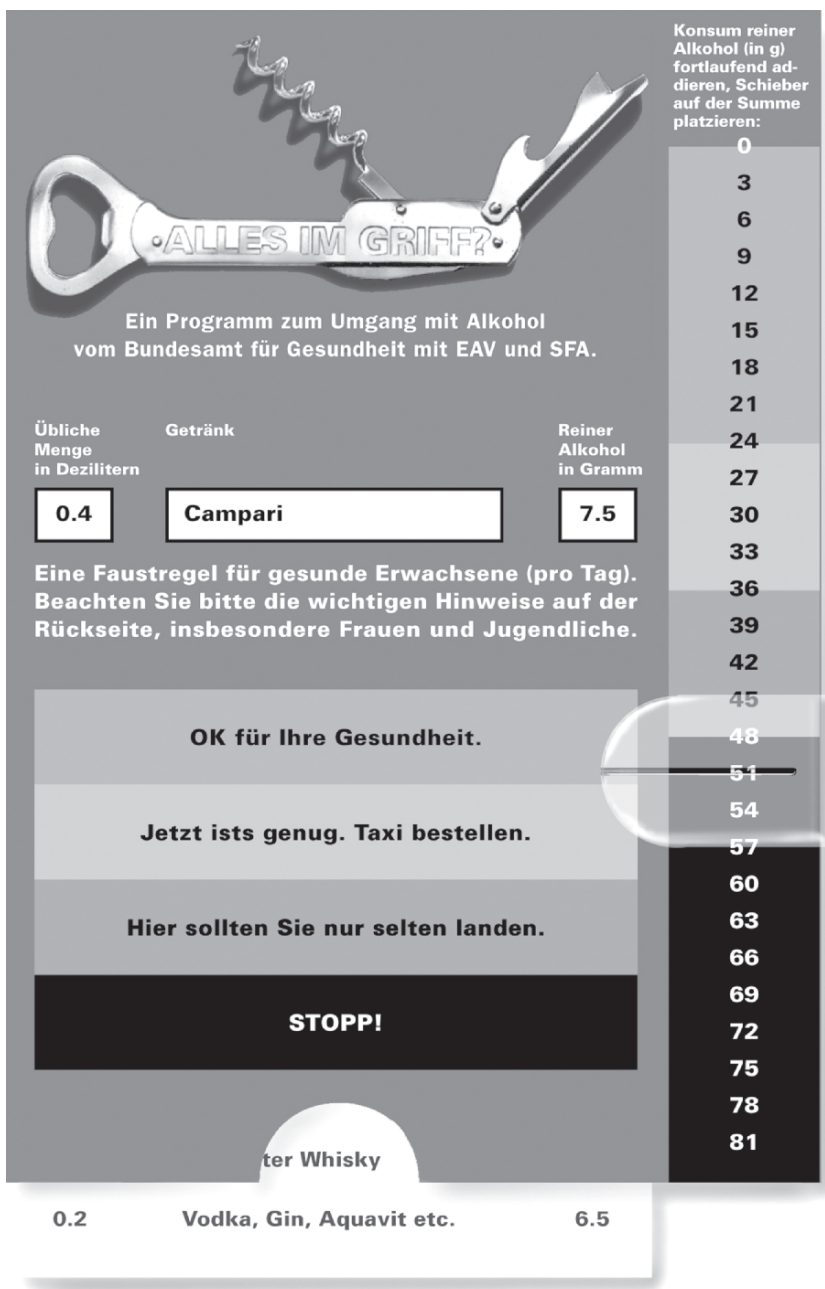 Konsum reiner
Alkohol (in g)
fortlaufend ad-
dieren, Schieber
auf der Summe
platzieren:
0
3
6
9
12
15
18
21
24
27
30
33
36
39
42
45
48
51
54
57
60
63
66
69
72
75
78
81
ALLES IM GRIFF?
Ein Programm zum Umgang mit Alkohol
vom Bundesamt für Gesundheit mit EAV und SFA.
Übliche
Menge
in Dezilitern
Getränk
Reiner
Alkohol
in Gramm
0.4 Campari 7.5
Eine Faustregel für gesunde Erwachsene (pro Tag).
Beachten Sie bitte die wichtigen Hinweise auf der
Rückseite, insbesondere Frauen und Jugendliche.
OK für Ihre Gesundheit.
Jetzt ists genug. Taxi bestellen.
Hier sollten Sie nur selten landen.
STOPP!
ter Whisky
0.2 Vodka, Gin, Aquavit etc. 6.5